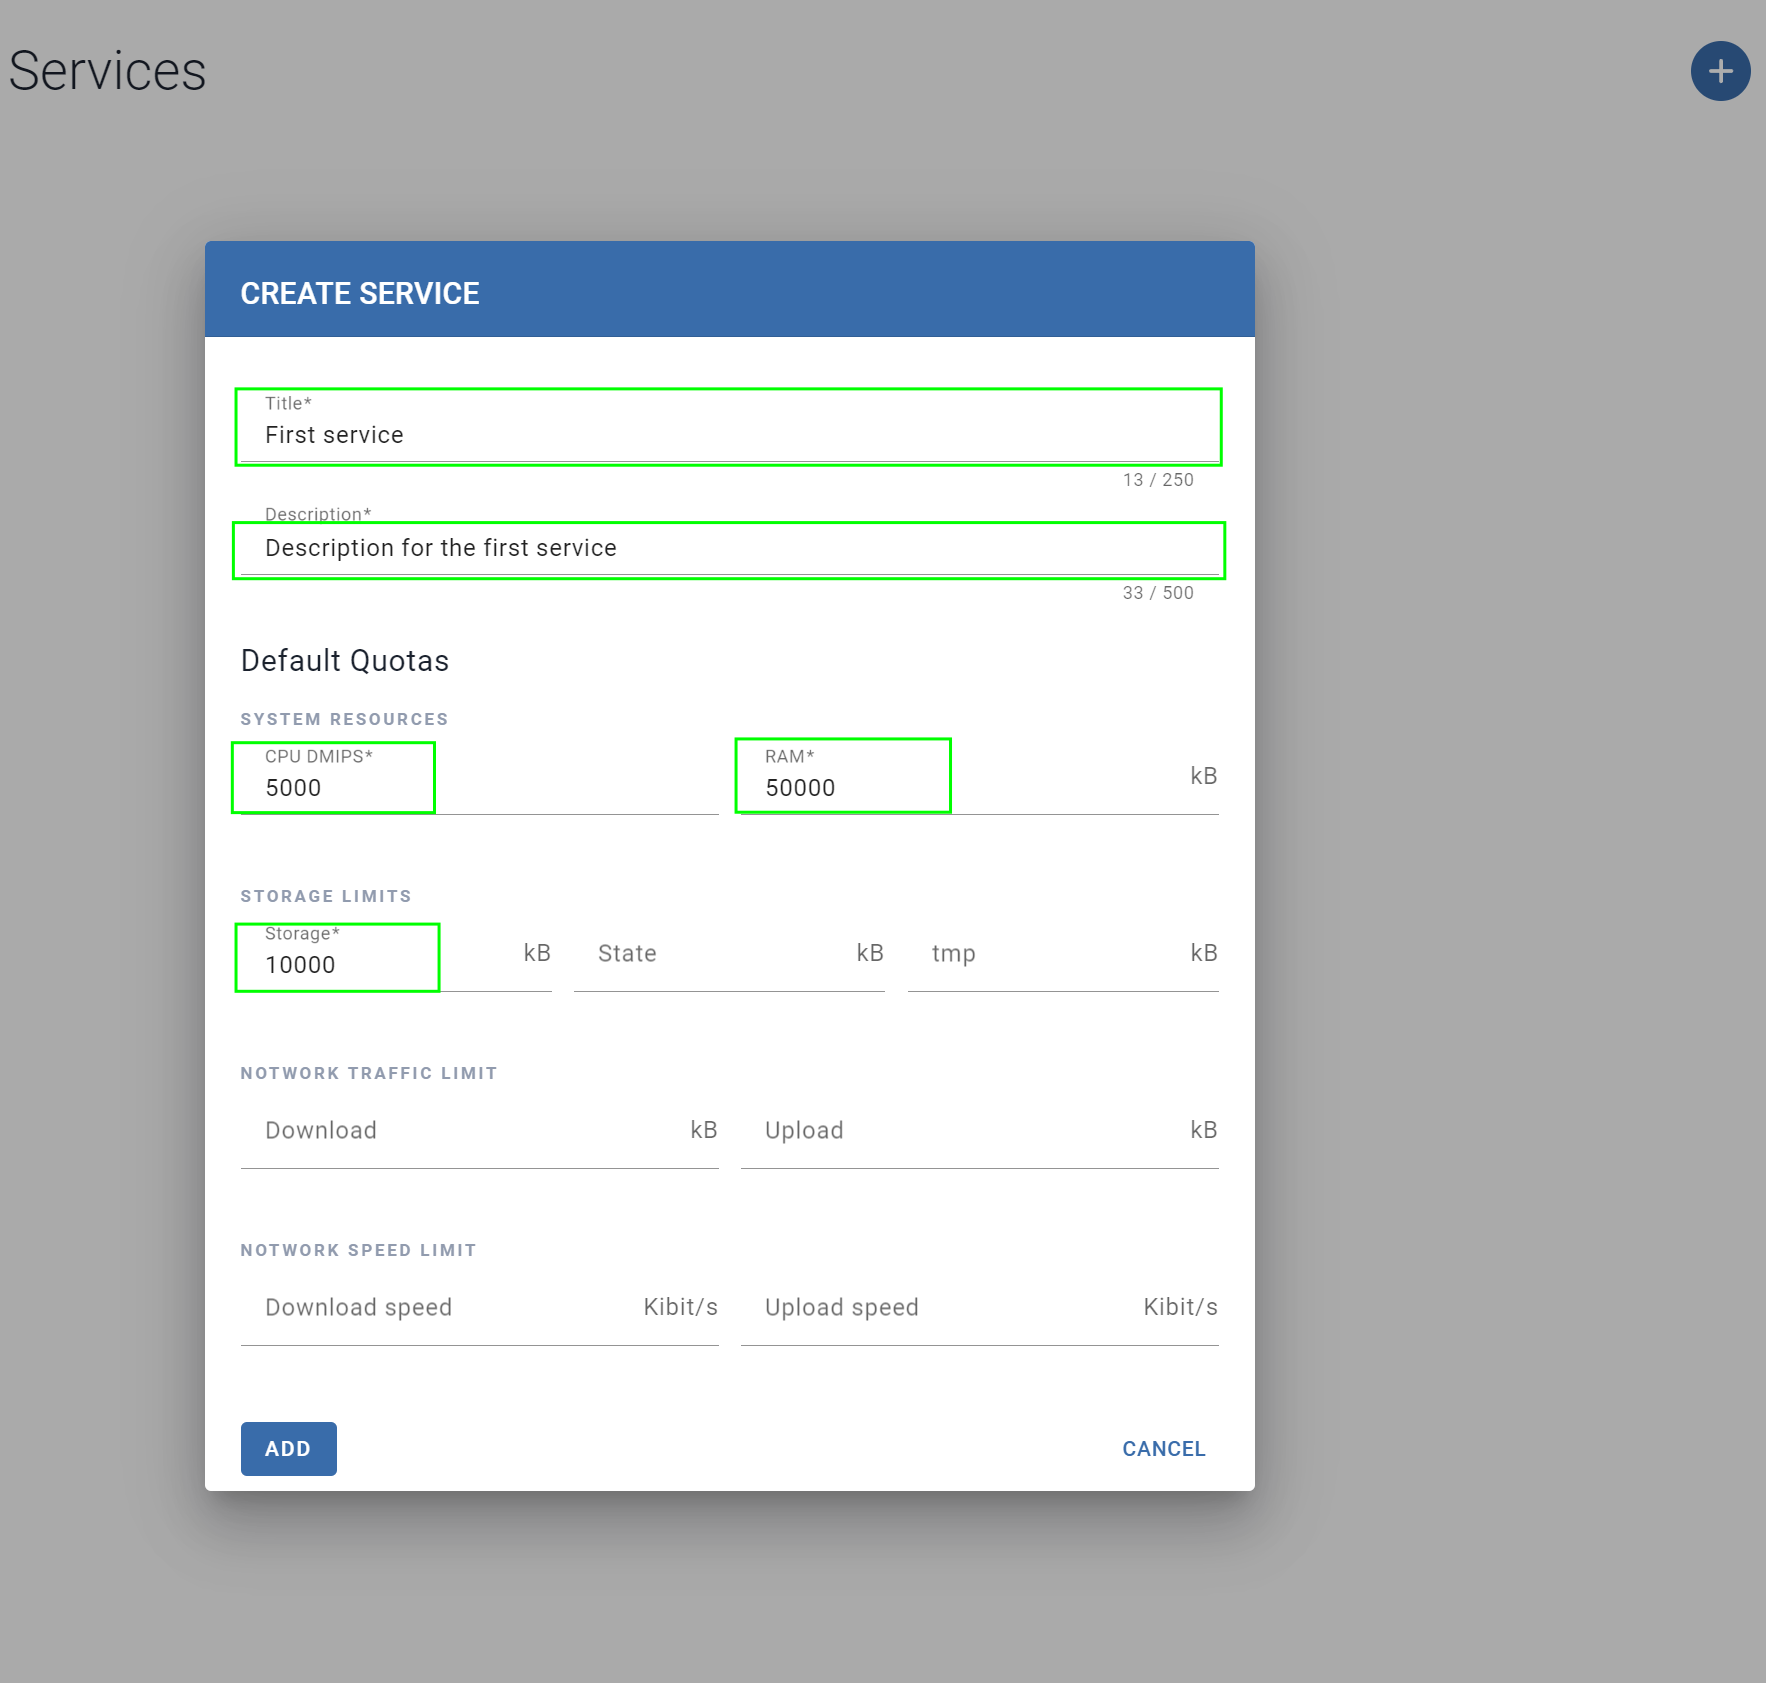 Services
CREATE SERVICE
Title*
First service
13 / 250
Description*
Description for the first service
33 / 500
Default Quotas
SYSTEM RESOURCES
CPU DMIPS* RAM*
5000 50000 kB
STORAGE LIMITS
Storage*
10000 kB State kB tmp kB
NOTWORK TRAFFIC LIMIT
Download kB Upload kB
NOTWORK SPEED LIMIT
Download speed Kibit/s Upload speed Kibit/s
ADD CANCEL